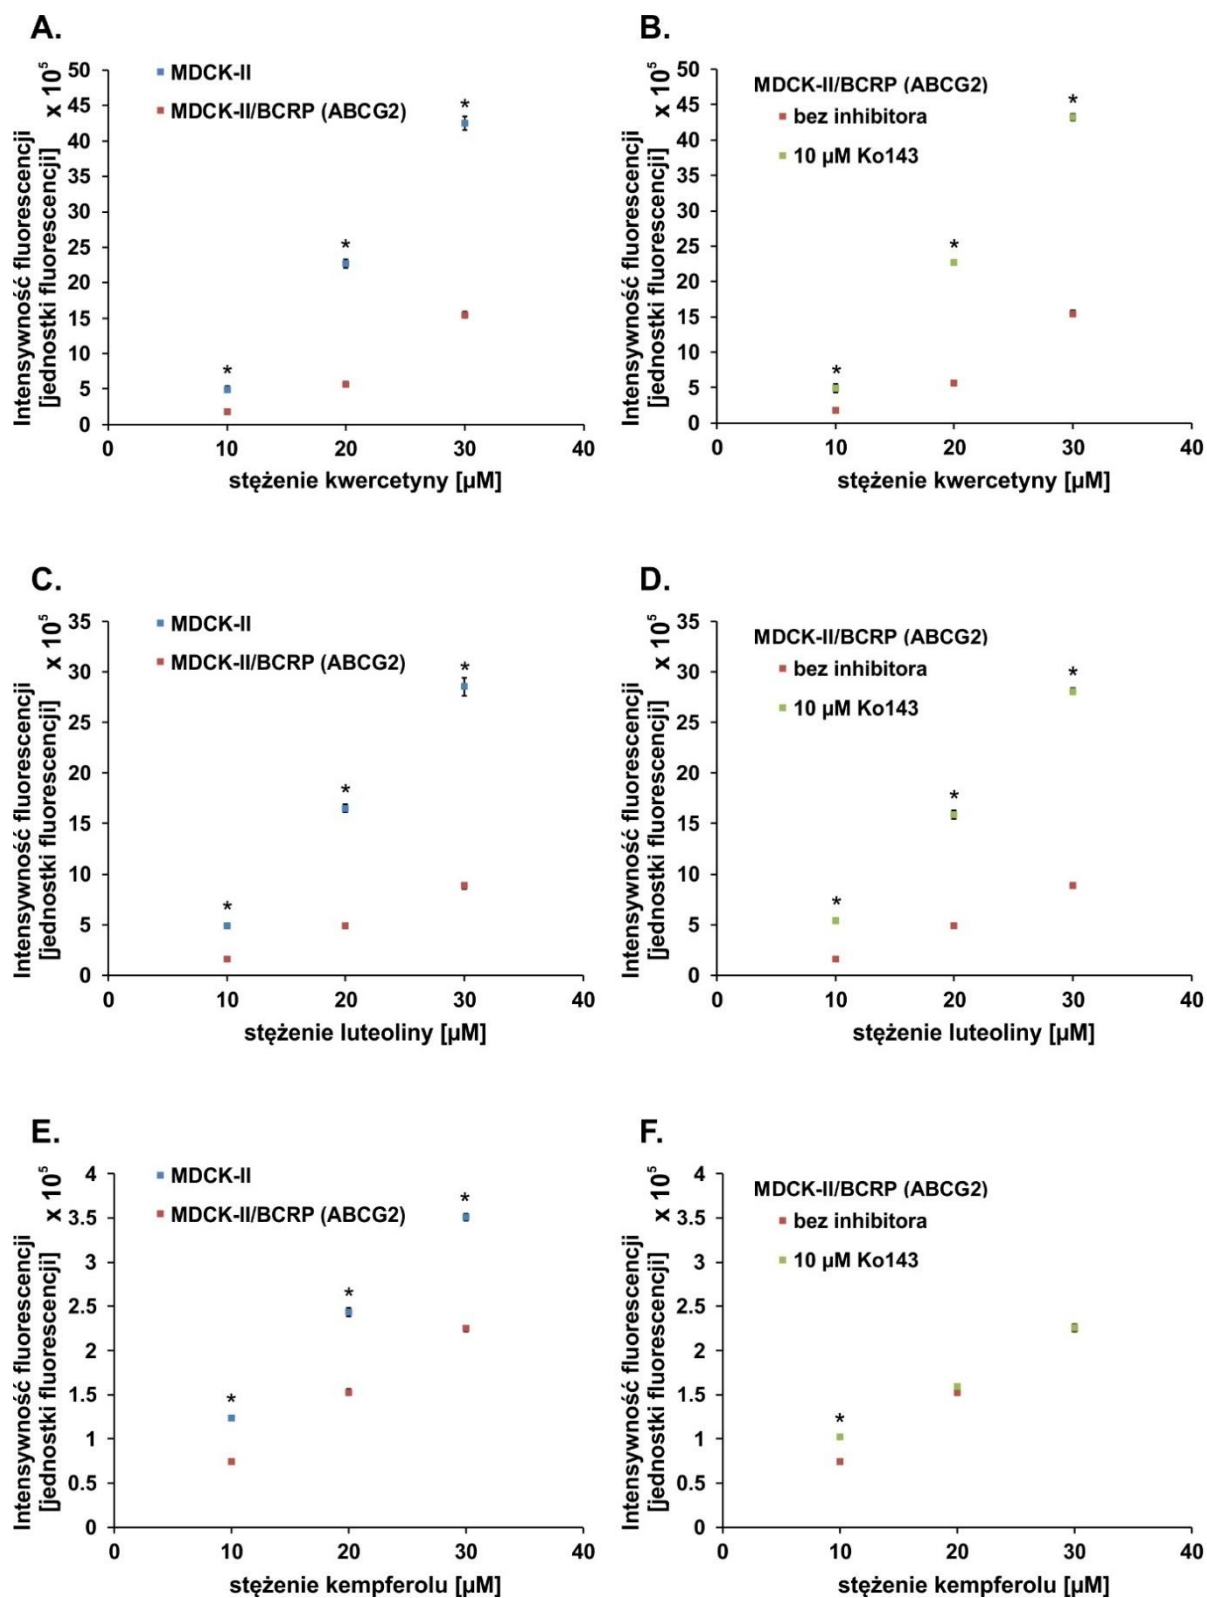 A.
Intensywność fluorescencji
[jednostki fluorescencji]
x 10⁵
MDCK-II
MDCK-II/BCRP (ABCG2)
50
45
40
35
30
25
20
15
10
5
0
*
*
*
0 10 20 30 40
stężenie kwercetyny [µM]
B.
Intensywność fluorescencji
[jednostki fluorescencji]
x 10⁵
MDCK-II/BCRP (ABCG2)
bez inhibitora
10 µM Ko143
50
45
40
35
30
25
20
15
10
5
0
*
*
*
0 10 20 30 40
stężenie kwercetyny [µM]
C.
Intensywność fluorescencji
[jednostki fluorescencji]
x 10⁵
MDCK-II
MDCK-II/BCRP (ABCG2)
35
30
25
20
15
10
5
0
*
*
*
0 10 20 30 40
stężenie luteoliny [µM]
D.
Intensywność fluorescencji
[jednostki fluorescencji]
x 10⁵
MDCK-II/BCRP (ABCG2)
bez inhibitora
10 µM Ko143
35
30
25
20
15
10
5
0
*
*
*
0 10 20 30 40
stężenie luteoliny [µM]
E.
Intensywność fluorescencji
[jednostki fluorescencji]
x 10⁵
MDCK-II
MDCK-II/BCRP (ABCG2)
4
3.5
3
2.5
2
1.5
1
0.5
0
*
*
*
0 10 20 30 40
stężenie kempferolu [µM]
F.
Intensywność fluorescencji
[jednostki fluorescencji]
x 10⁵
MDCK-II/BCRP (ABCG2)
bez inhibitora
10 µM Ko143
4
3.5
3
2.5
2
1.5
1
0.5
0
*
0 10 20 30 40
stężenie kempferolu [µM]